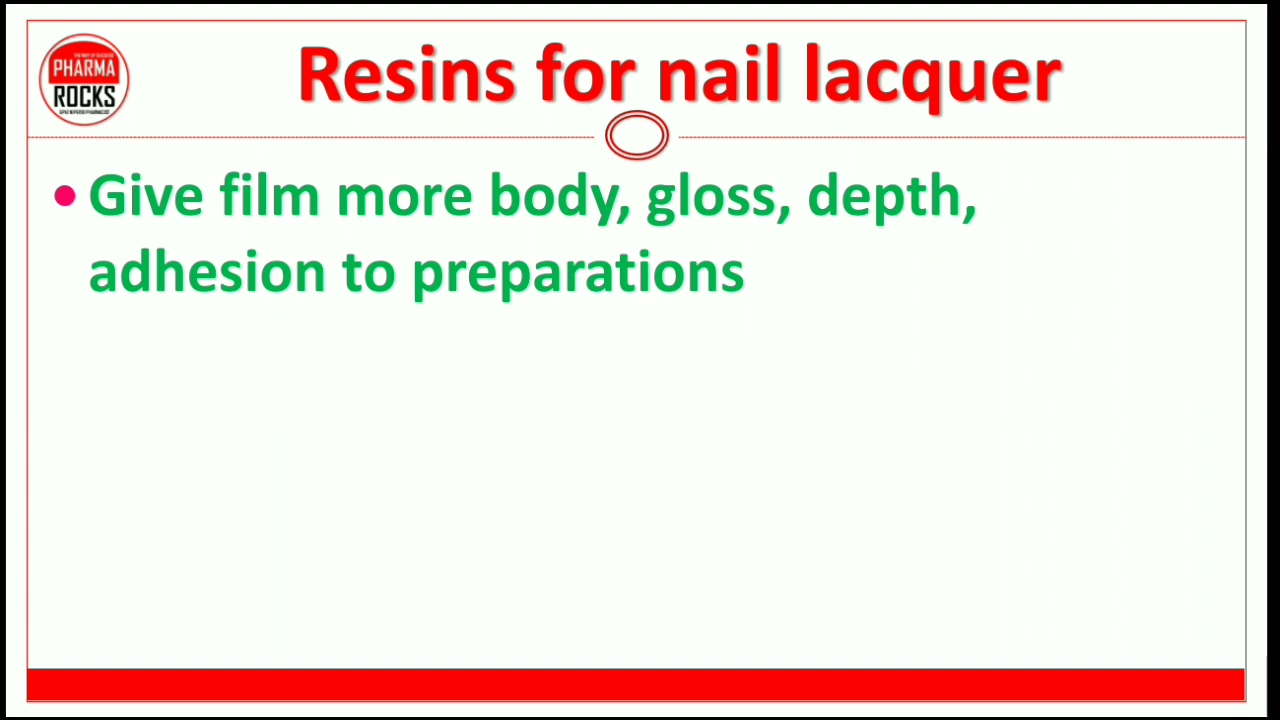 PHARMA
ROCKS
Resins for nail lacquer
Give film more body, gloss, depth,
adhesion to preparations